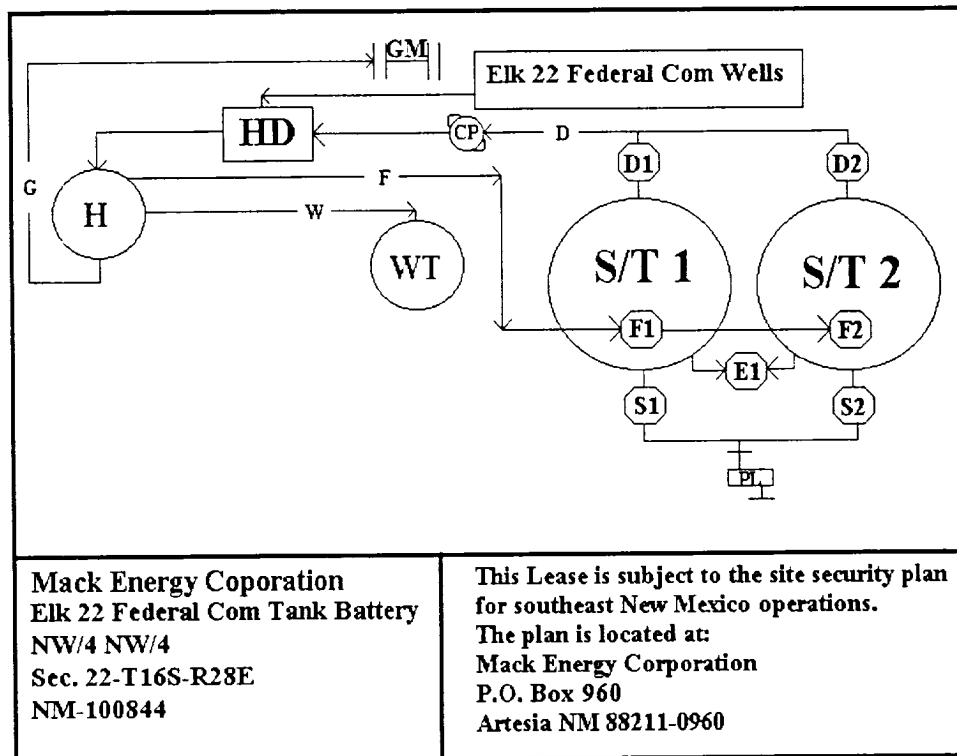 GM
Elk 22 Federal Com Wells
HD
CP
D
D1
D2
G
H
F
W
WT
S/T 1
S/T 2
F1
F2
E1
S1
S2
PL
Mack Energy Coporation
Elk 22 Federal Com Tank Battery
NW/4 NW/4
Sec. 22-T16S-R28E
NM-100844
This Lease is subject to the site security plan
for southeast New Mexico operations.
The plan is located at:
Mack Energy Corporation
P.O. Box 960
Artesia NM 88211-0960